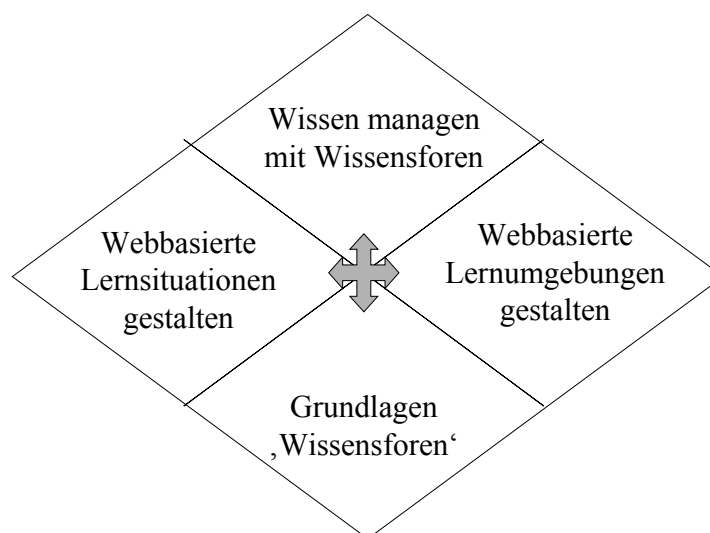 Wissen managen
mit Wissensforen
Webbasierte
Lernsituationen
gestalten
Webbasierte
Lernumgebungen
gestalten
Grundlagen
‚Wissensforen‘